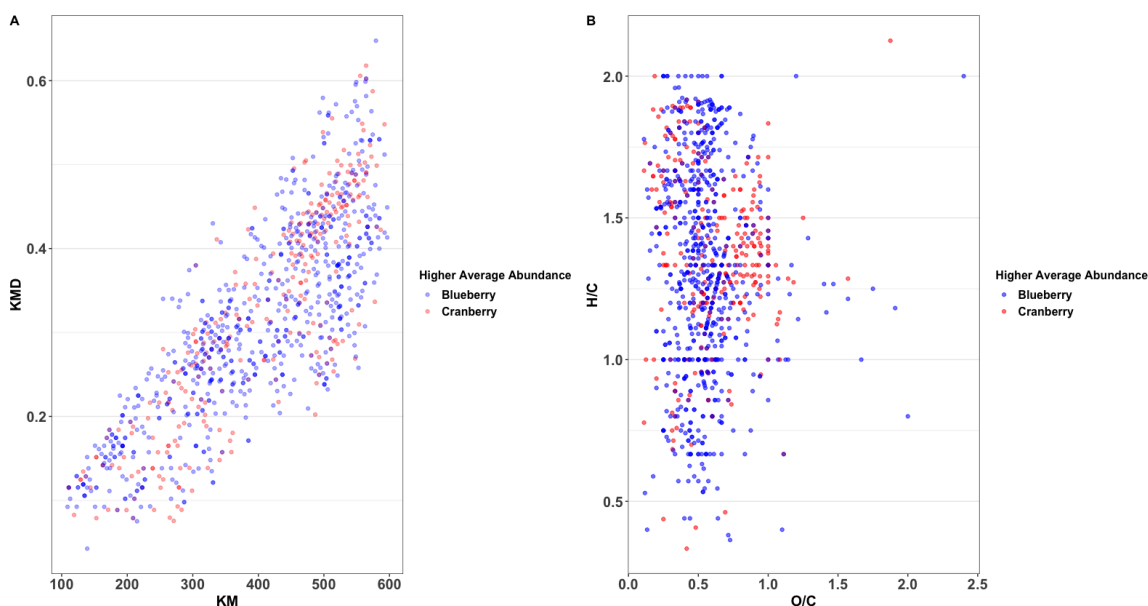 A
KMD
0.6
0.4
0.2
100 200 300 400 500 600
KM
Higher Average Abundance
Blueberry
Cranberry
B
H/C
2.0
1.5
1.0
0.5
0.0 0.5 1.0 1.5 2.0 2.5
O/C
Higher Average Abundance
Blueberry
Cranberry